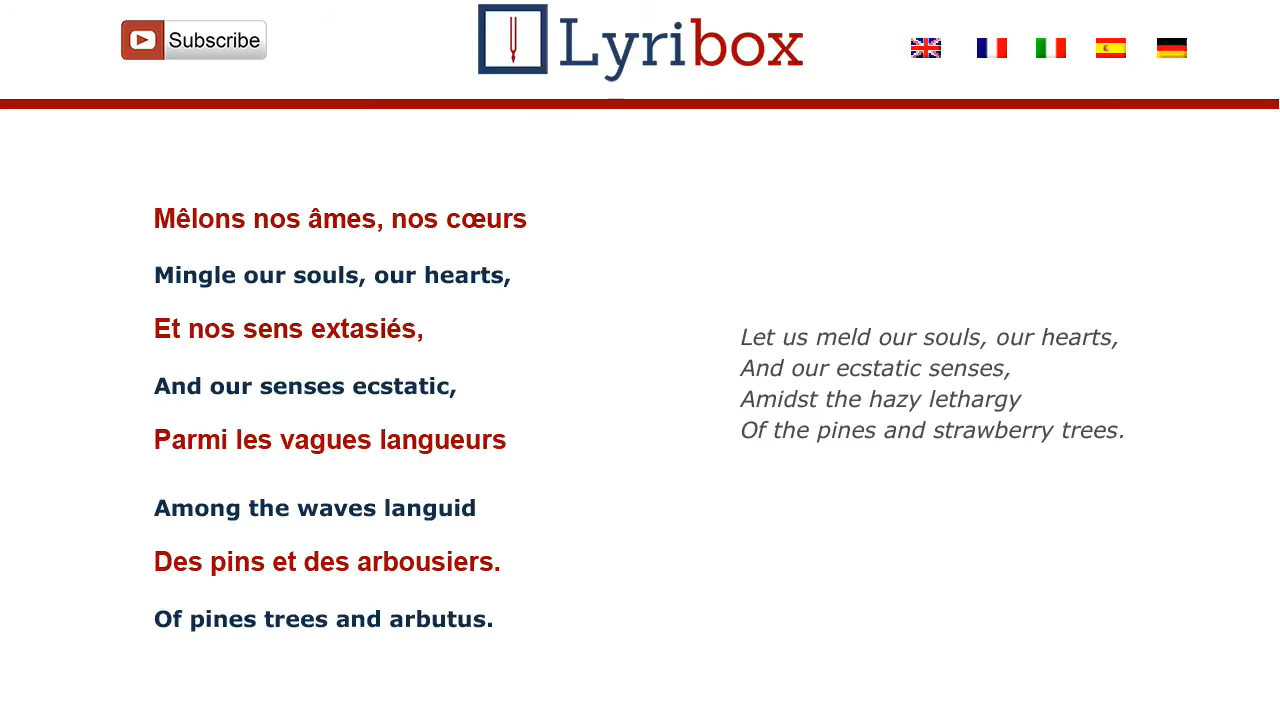 Subscribe
Lyribox
Mêlons nos âmes, nos cœurs
Mingle our souls, our hearts,
Et nos sens extasiés,
And our senses ecstatic,
Parmi les vagues langueurs
Among the waves languid
Des pins et des arbousiers.
Of pines trees and arbutus.
Let us meld our souls, our hearts,
And our ecstatic senses,
Amidst the hazy lethargy
Of the pines and strawberry trees.